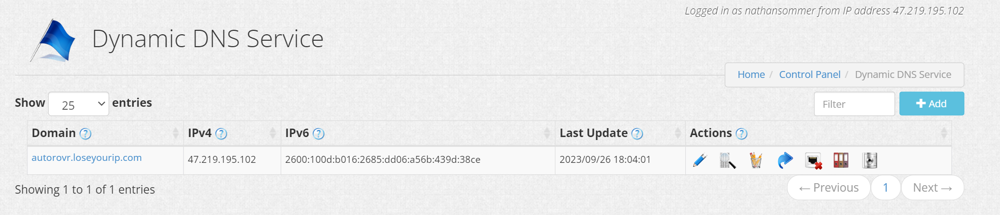 Logged in as nathansommer from IP address 47.219.195.102
Dynamic DNS Service
Home / Control Panel / Dynamic DNS Service
Show 25 entries
Filter
Add
Domain IPv4 IPv6 Last Update Actions
autorovr.loseyourip.com 47.219.195.102 2600:100d:b016:2685:dd06:a56b:439d:38ce 2023/09/26 18:04:01
Showing 1 to 1 of 1 entries
← Previous 1 Next →